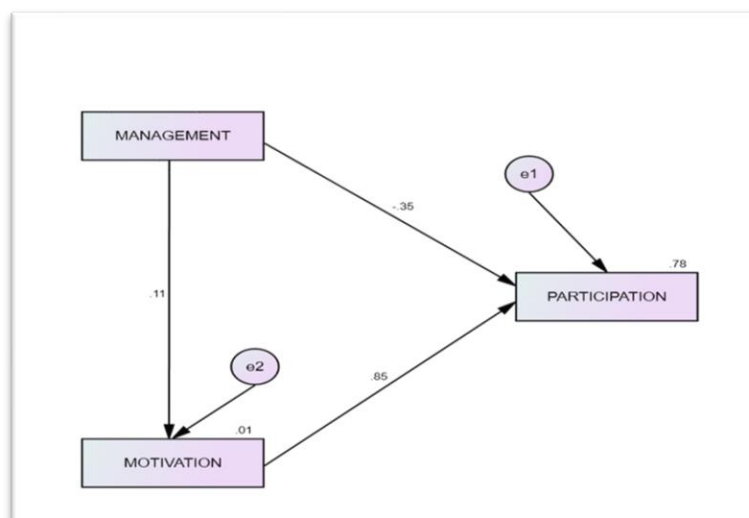 MANAGEMENT
e1
-.35
.78
PARTICIPATION
.11
e2
.85
.01
MOTIVATION